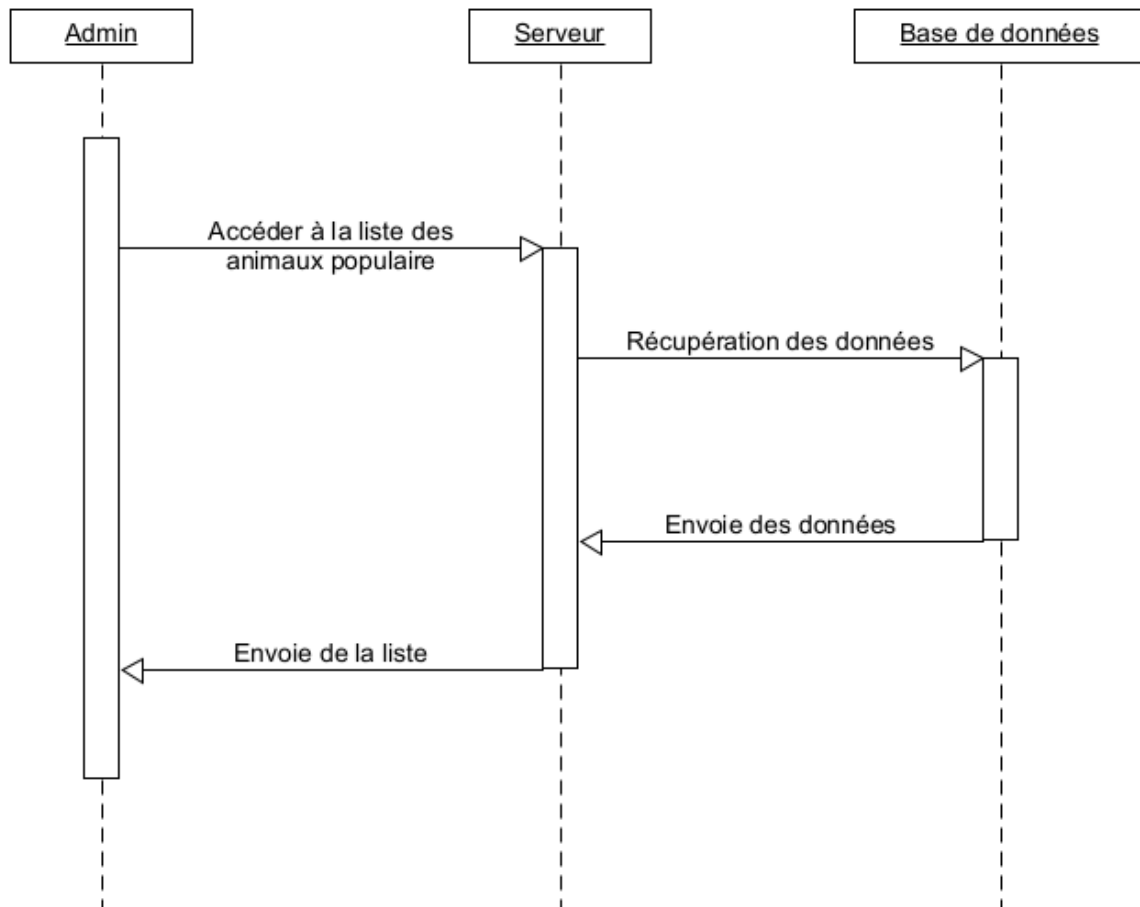 Admin
Serveur
Base de données
Accéder à la liste des
animaux populaire
Récupération des données
Envoie des données
Envoie de la liste